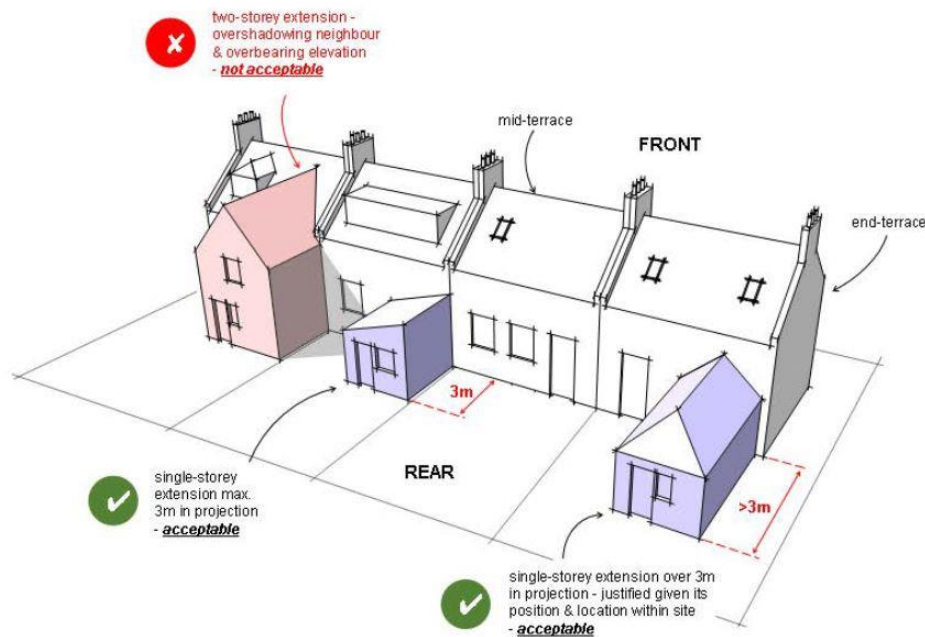 two-storey extension -
overshadowing neighbour
& overbearing elevation
- not acceptable
mid-terrace
FRONT
end-terrace
3m
REAR
single-storey
extension max.
3m in projection
- acceptable
>3m
single-storey extension over 3m
in projection - justified given its
position & location within site
- acceptable